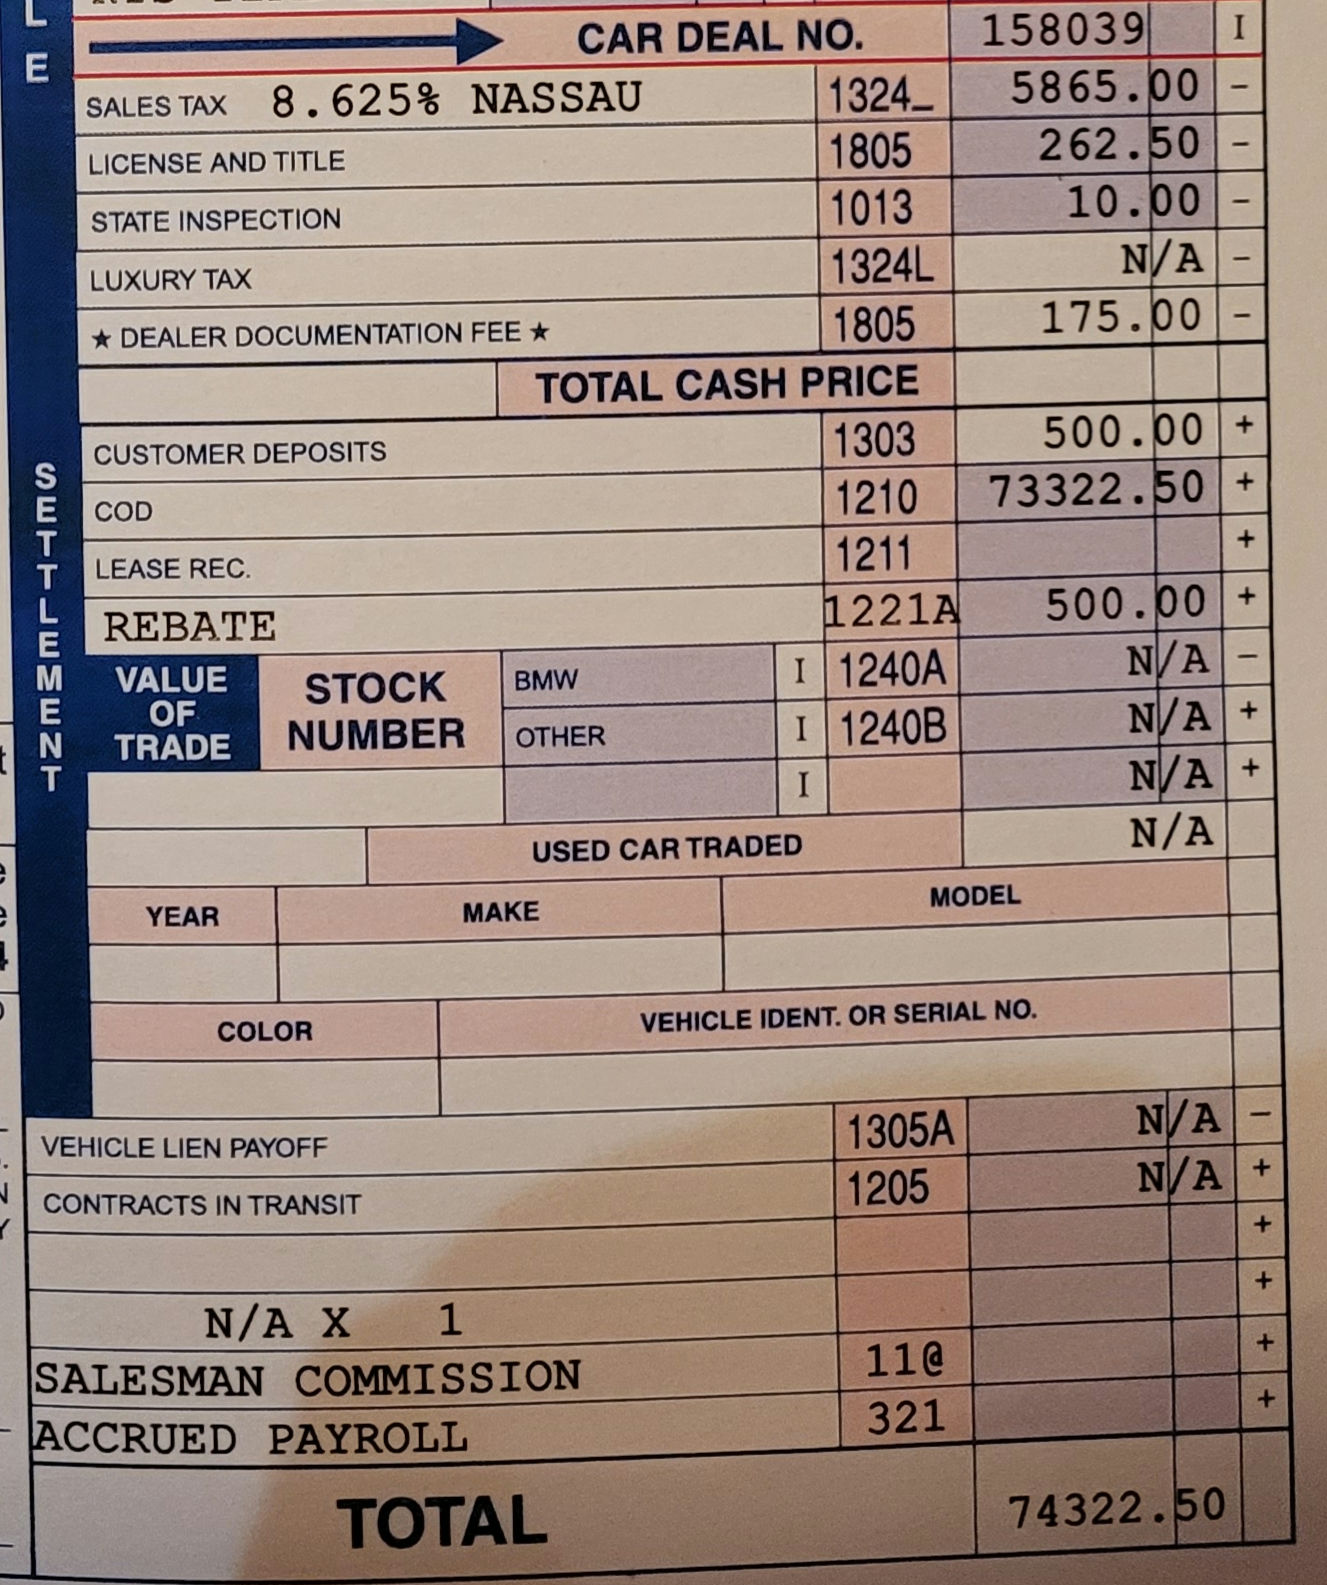 L
E
CAR DEAL NO. 158039 I
SALES TAX 8.625% NASSAU 1324_ 5865.00 -
LICENSE AND TITLE 1805 262.50 -
STATE INSPECTION 1013 10.00 -
LUXURY TAX 1324L N/A -
★ DEALER DOCUMENTATION FEE ★ 1805 175.00 -
TOTAL CASH PRICE
SETTLEMENT
CUSTOMER DEPOSITS 1303 500.00 +
COD 1210 73322.50 +
LEASE REC. 1211 +
REBATE 1221A 500.00 +
VALUE OF TRADE
STOCK NUMBER
BMW I 1240A N/A -
OTHER I 1240B N/A +
I N/A +
USED CAR TRADED N/A
YEAR MAKE MODEL
COLOR VEHICLE IDENT. OR SERIAL NO.
VEHICLE LIEN PAYOFF 1305A N/A -
CONTRACTS IN TRANSIT 1205 N/A +
+
N/A X 1 +
SALESMAN COMMISSION 11@ +
ACCRUED PAYROLL 321 +
TOTAL 74322.50